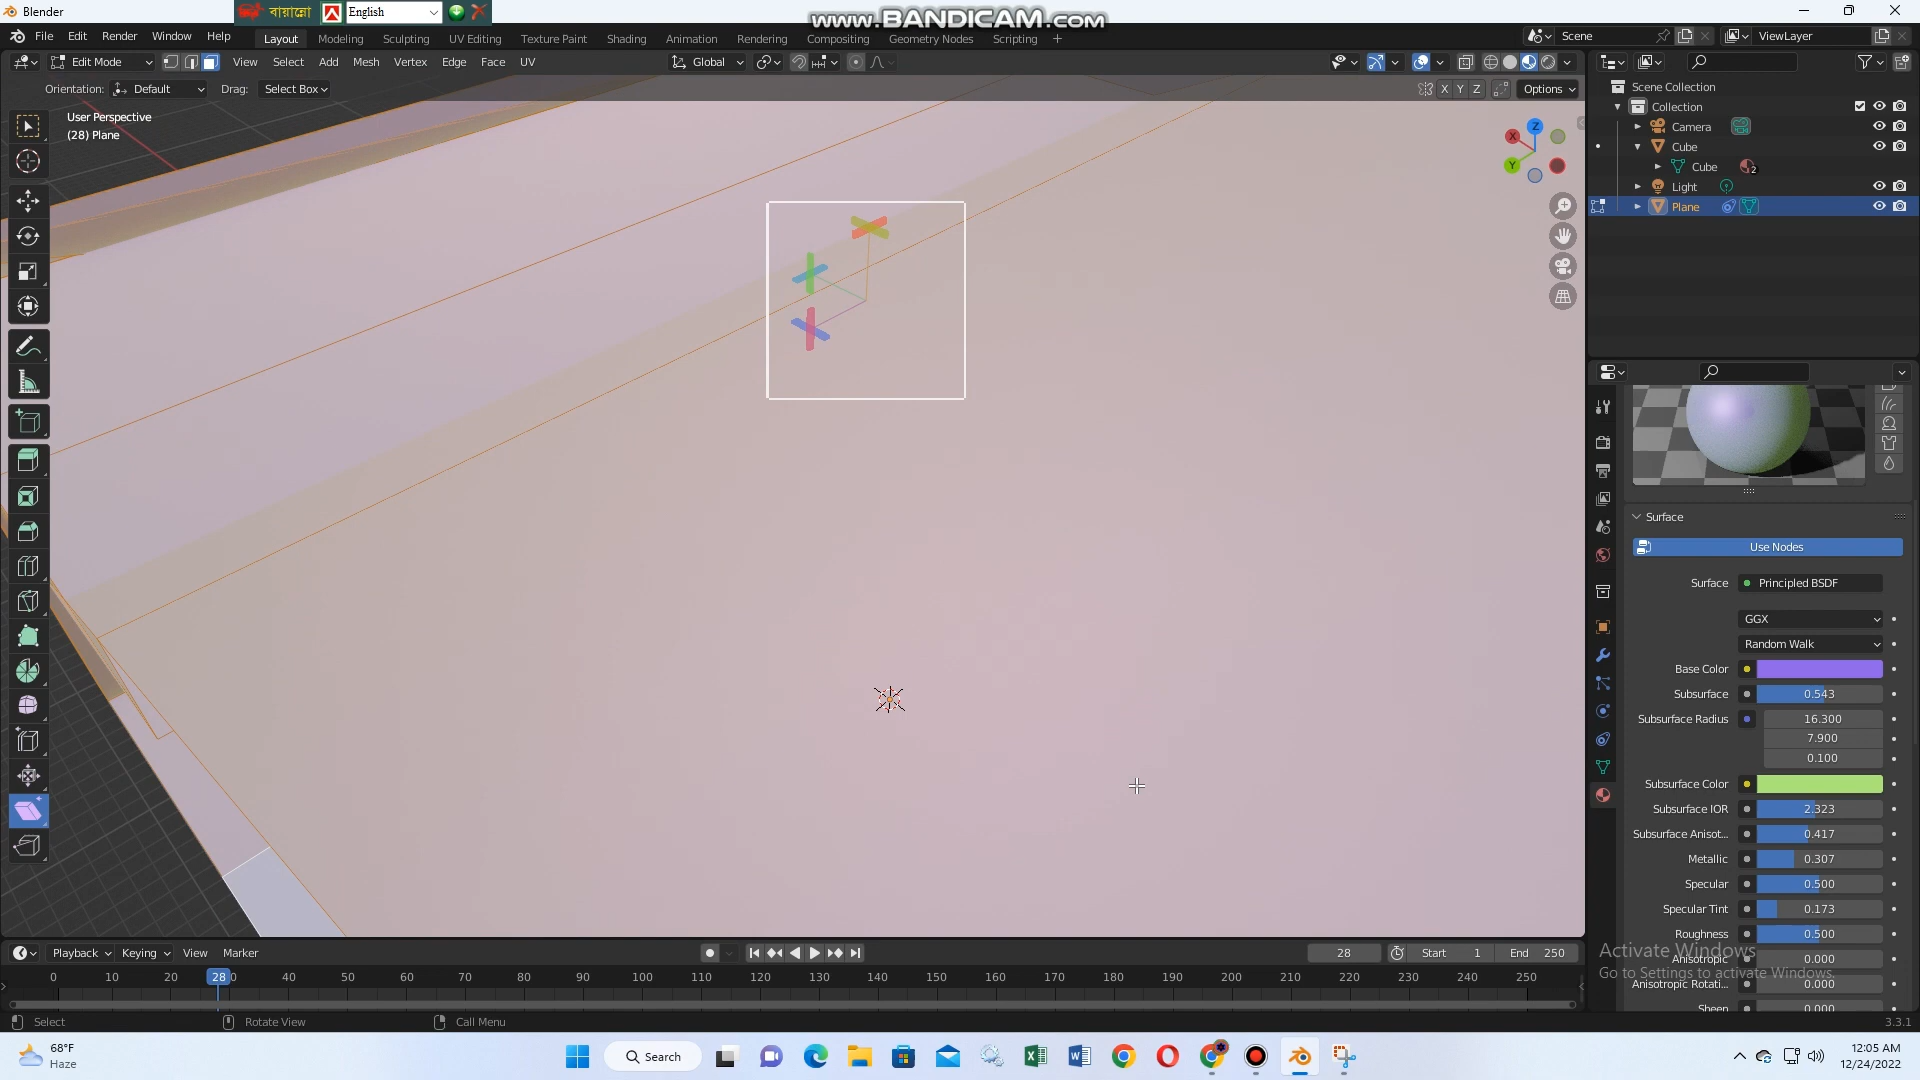 Blender
বায়ান্নো
English
www.BANDICAM.com
File Edit Render Window Help
Layout Modeling Sculpting UV Editing Texture Paint Shading Animation Rendering Compositing Geometry Nodes Scripting +
Scene
ViewLayer
Edit Mode
View Select Add Mesh Vertex Edge Face UV
Global
Orientation: Default Drag: Select Box
X Y Z Options
User Perspective
(28) Plane
Z
X
Y
Scene Collection
Collection
Camera
Cube
Cube 2
Light
Plane
Surface
Use Nodes
Surface Principled BSDF
GGX
Random Walk
Base Color
Subsurface 0.543
Subsurface Radius 16.300
7.900
0.100
Subsurface Color
Subsurface IOR 2.323
Subsurface Anisot... 0.417
Metallic 0.307
Specular 0.500
Specular Tint 0.173
Roughness 0.500
Anisotropic 0.000
Anisotropic Rotati... 0.000
Sheen 0.000
Activate Windows
Go to Settings to activate Windows.
Playback Keying View Marker
28 Start 1 End 250
0 10 20 28 0 40 50 60 70 80 90 100 110 120 130 140 150 160 170 180 190 200 210 220 230 240 250
Select Rotate View Call Menu
3.3.1
68°F
Haze
Search
12:05 AM
12/24/2022